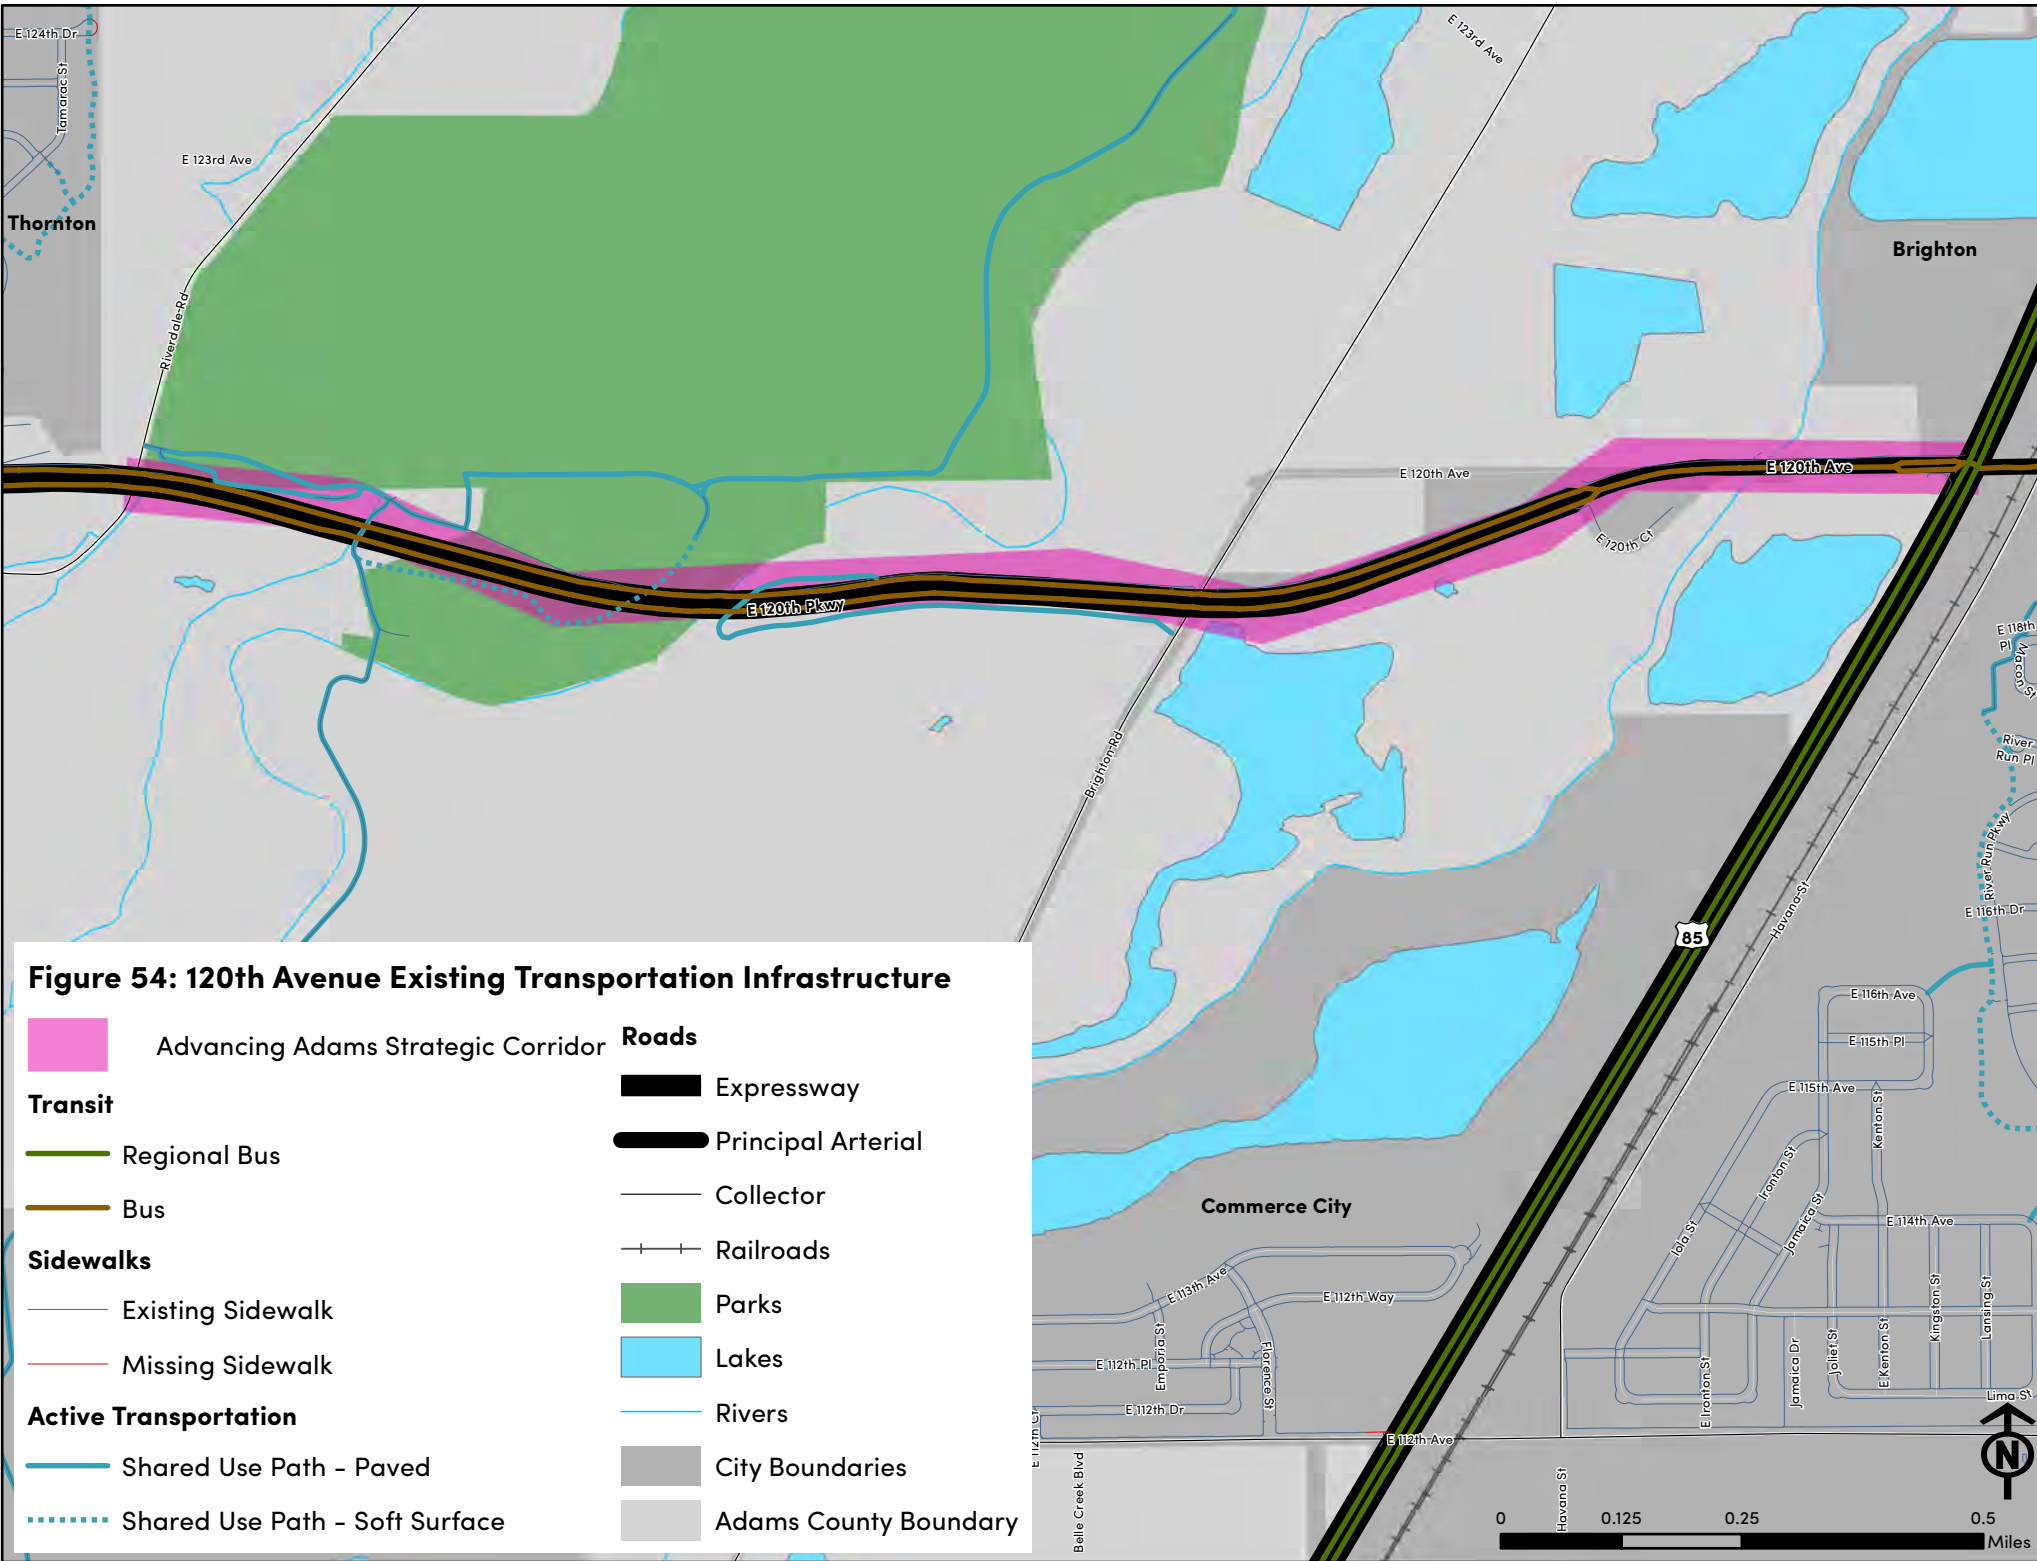 E 124th Dr
Tamarac St
E 123rd Ave
Thornton
Riverdale Rd
E 123rd Ave
Brighton
E 120th Ave
E 120th Ave
E 120th Ct
E 120th Pkwy
Brighton Rd
E 118th
Pl
Macon St
River
Run Pl
River Run Pkwy
E 116th Dr
85
Havana St
E 116th Ave
E 115th Pl
E 115th Ave
Kenton St
Ironton St
Jamaica St
Iola St
E 114th Ave
Commerce City
E 113th Ave
E 112th Way
Emporia St
E 112th Pl
Florence St
E 112th Dr
E 112th Ct
E 112th Ave
Belle Creek Blvd
Havana St
E Ironton St
Jamaica Dr
Joliet St
E Kenton St
Kingston St
Lansing St
Lima St
N
0 0.125 0.25 0.5
Miles
Figure 54: 120th Avenue Existing Transportation Infrastructure
Advancing Adams Strategic Corridor
Transit
Regional Bus
Bus
Sidewalks
Existing Sidewalk
Missing Sidewalk
Active Transportation
Shared Use Path - Paved
Shared Use Path - Soft Surface
Roads
Expressway
Principal Arterial
Collector
Railroads
Parks
Lakes
Rivers
City Boundaries
Adams County Boundary